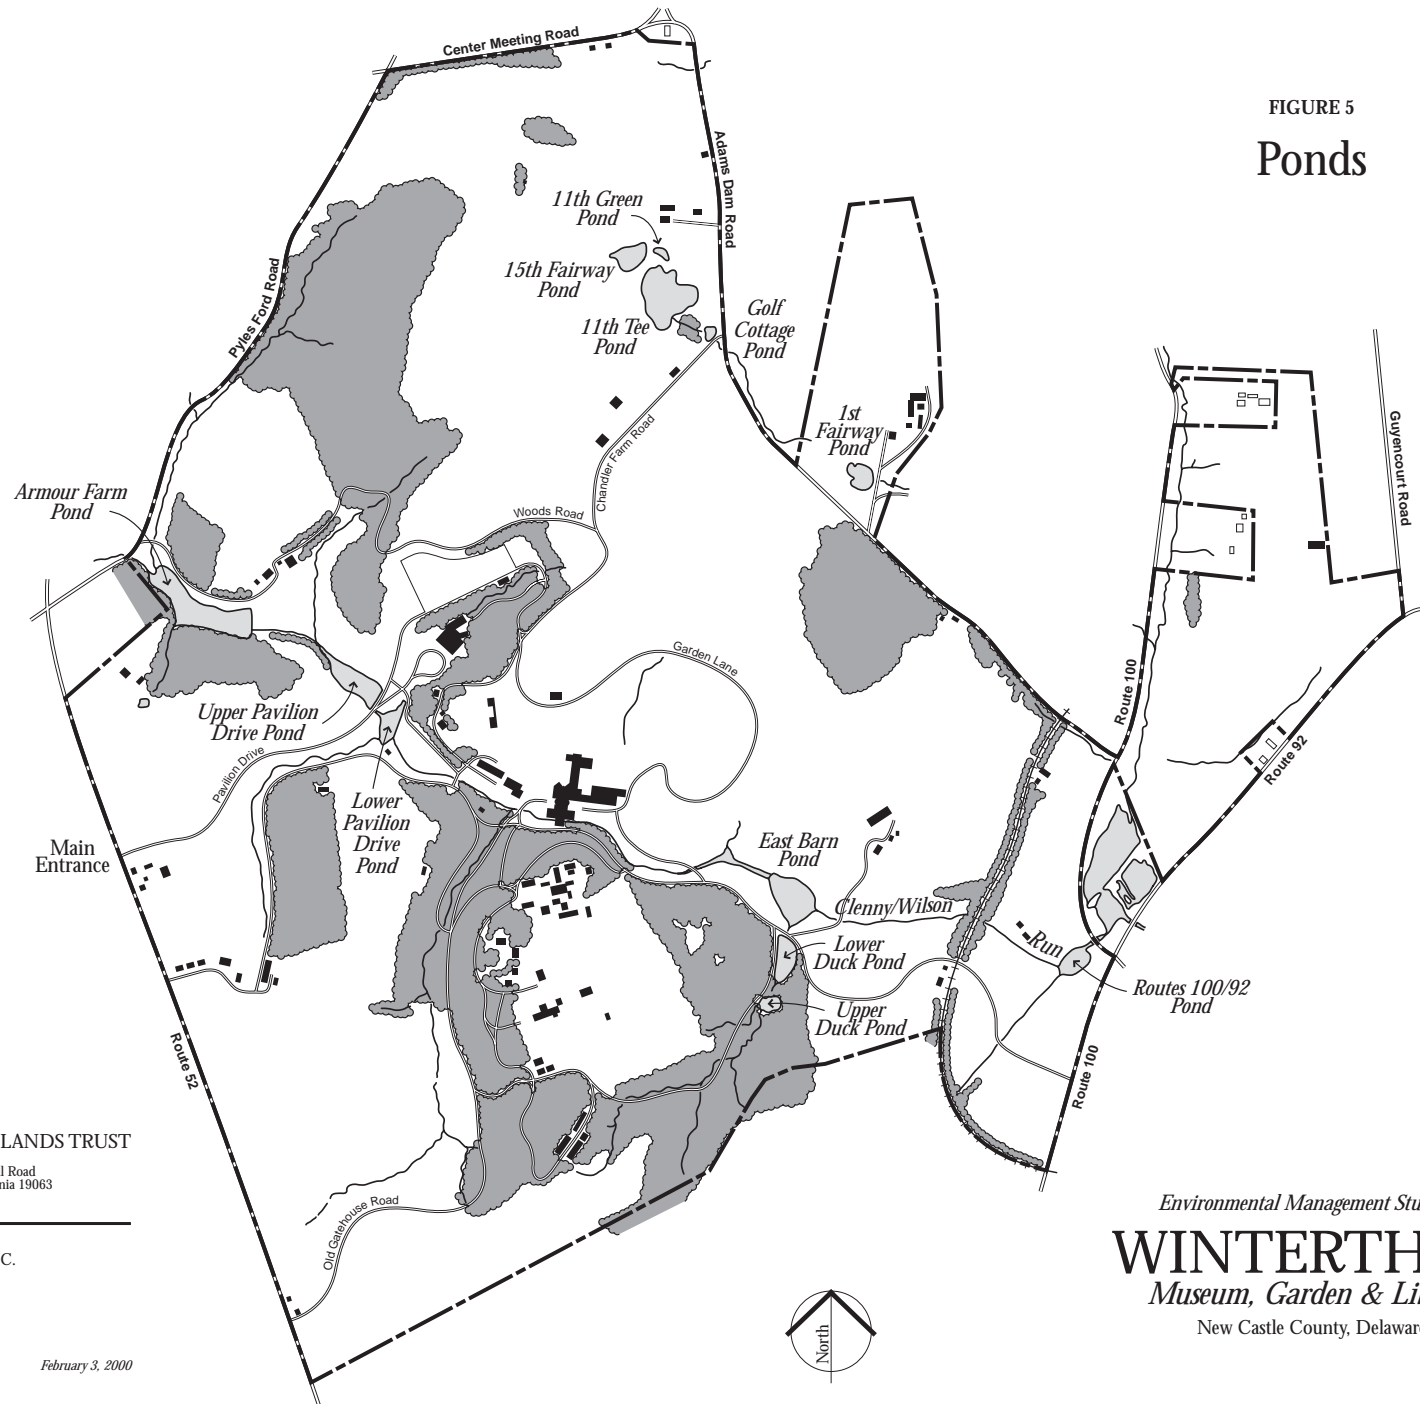 Center Meeting Road
FIGURE 5
Ponds
Adams Dam Road
11th Green
Pond
15th Fairway
Pond
11th Tee
Pond
Golf
Cottage
Pond
Pyles Ford Road
1st
Fairway
Pond
Guyencourt Road
Chandler Farm Road
Armour Farm
Pond
Woods Road
Garden Lane
Route 100
Upper Pavilion
Drive Pond
Pavilion Drive
Route 92
Lower
Pavilion
Drive
Pond
Main
Entrance
East Barn
Pond
Clenny/Wilson
Run
Lower
Duck Pond
Routes 100/92
Pond
Upper
Duck Pond
Route 52
Route 100
LANDS TRUST
l Road
nia 19063
Old Gatehouse Road
C.
Environmental Management Stu
WINTERTH
Museum, Garden & Li
New Castle County, Delawar
North
February 3, 2000